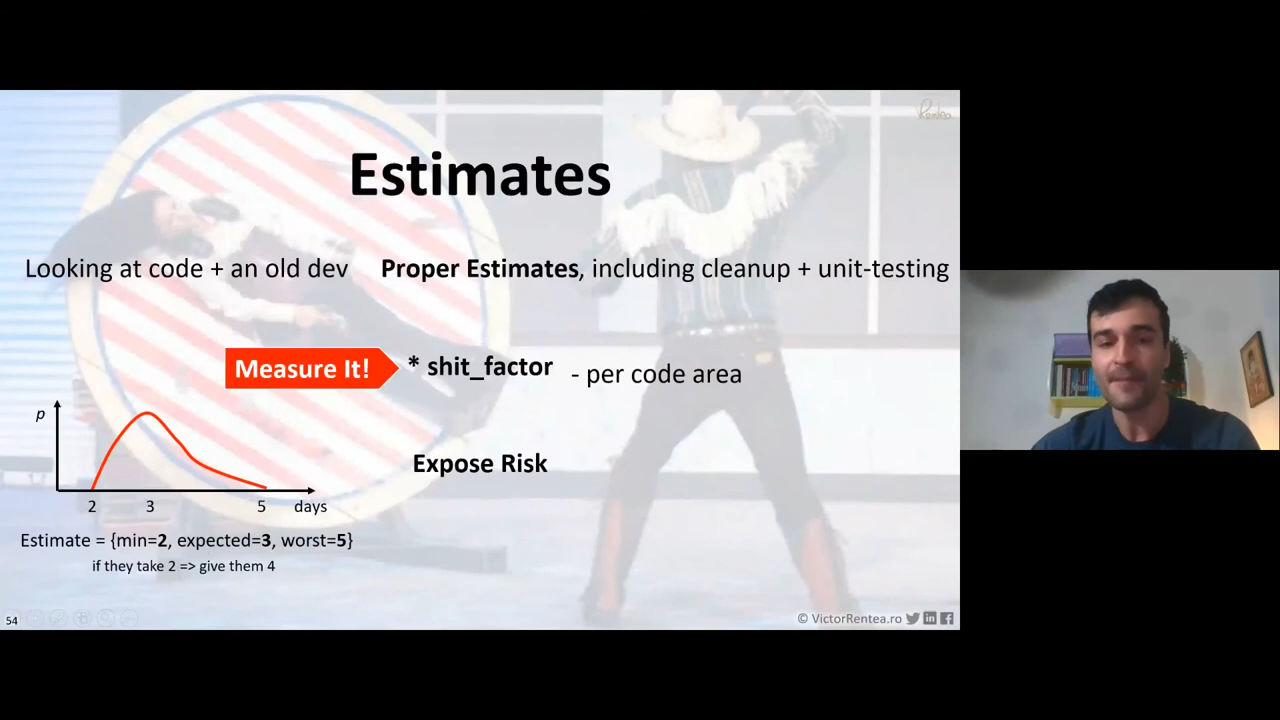 Rentea
Estimates
Looking at code + an old dev
Proper Estimates, including cleanup + unit-testing
Measure It!
* shit_factor
- per code area
p
2
3
5
days
Expose Risk
Estimate = {min=2, expected=3, worst=5}
if they take 2 => give them 4
54
© VictorRentea.ro